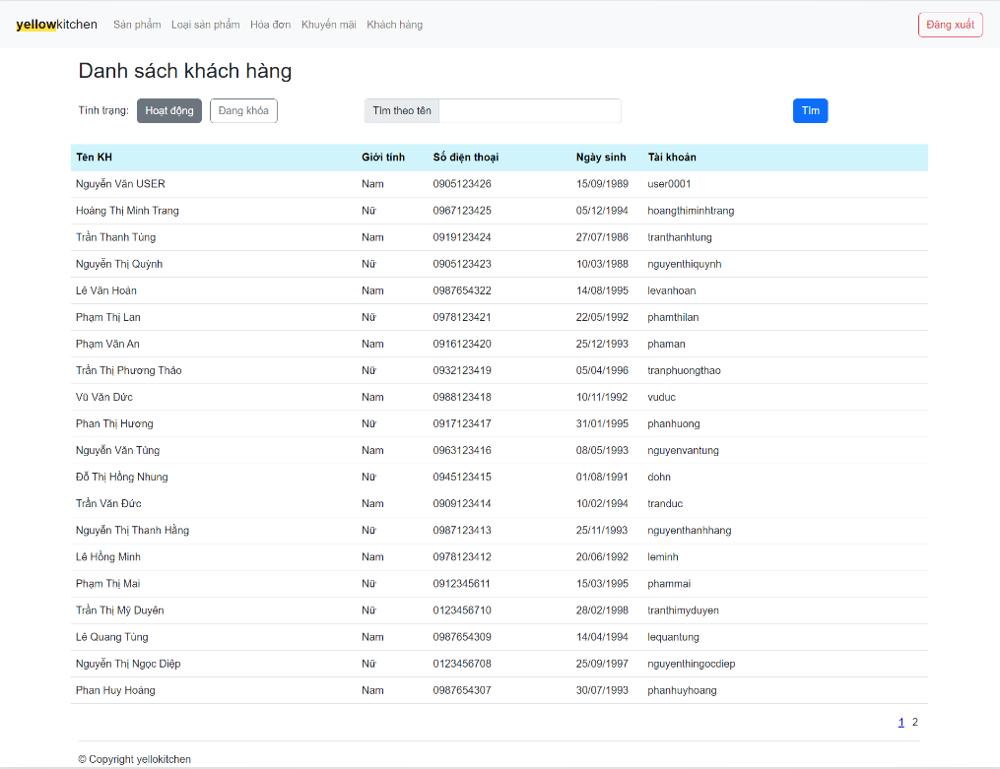 yellowkitchen Sản phẩm Loại sản phẩm Hóa đơn Khuyến mãi Khách hàng Đăng xuất
Danh sách khách hàng
Tình trạng: Hoạt động Đang khóa Tìm theo tên Tìm
Tên KH Giới tính Số điện thoại Ngày sinh Tài khoản
Nguyễn Văn USER Nam 0905123426 15/09/1989 user0001
Hoàng Thị Minh Trang Nữ 0967123425 05/12/1994 hoangthiminhtrang
Trần Thanh Tùng Nam 0919123424 27/07/1986 tranthanhtung
Nguyễn Thị Quỳnh Nữ 0905123423 10/03/1988 nguyenthiquynh
Lê Văn Hoàn Nam 0987654322 14/08/1995 levanhoan
Phạm Thị Lan Nữ 0978123421 22/05/1992 phamthilan
Phạm Văn An Nam 0916123420 25/12/1993 phaman
Trần Thị Phương Thảo Nữ 0932123419 05/04/1996 tranphuongthao
Vũ Văn Đức Nam 0988123418 10/11/1992 vuduc
Phan Thị Hương Nữ 0917123417 31/01/1995 phanhuong
Nguyễn Văn Tùng Nam 0963123416 08/05/1993 nguyenvantung
Đỗ Thị Hồng Nhung Nữ 0945123415 01/08/1991 dohn
Trần Văn Đức Nam 0909123414 10/02/1994 tranduc
Nguyễn Thị Thanh Hằng Nữ 0987123413 25/11/1993 nguyenthanhhang
Lê Hồng Minh Nam 0978123412 20/06/1992 leminh
Phạm Thị Mai Nữ 0912345611 15/03/1995 phammai
Trần Thị Mỹ Duyên Nữ 0123456710 28/02/1998 tranthimyduyen
Lê Quang Tùng Nam 0987654309 14/04/1994 lequantung
Nguyễn Thị Ngọc Diệp Nữ 0123456708 25/09/1997 nguyenthingocdiep
Phan Huy Hoàng Nam 0987654307 30/07/1993 phanhuyhoang
1 2
© Copyright yellokitchen